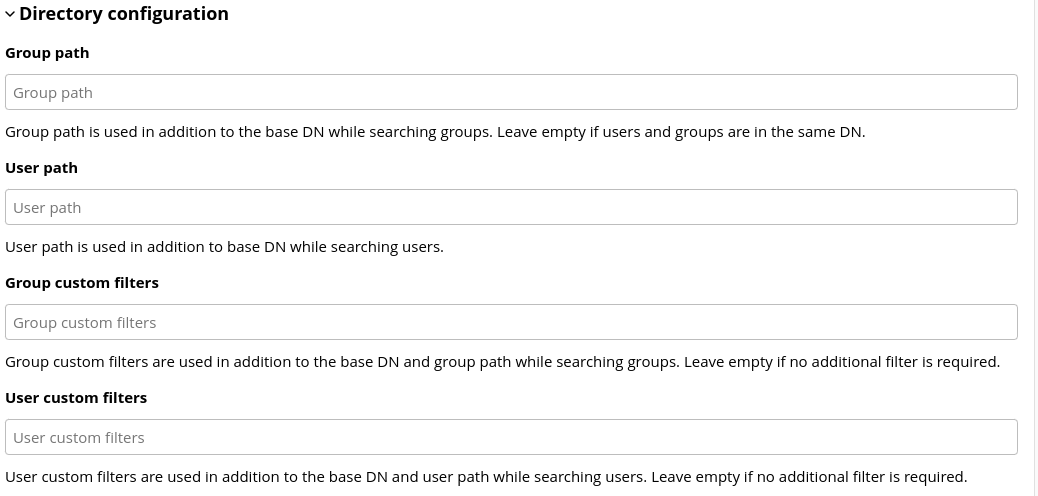 Directory configuration
Group path
Group path
Group path is used in addition to the base DN while searching groups. Leave empty if users and groups are in the same DN.
User path
User path
User path is used in addition to base DN while searching users.
Group custom filters
Group custom filters
Group custom filters are used in addition to the base DN and group path while searching groups. Leave empty if no additional filter is required.
User custom filters
User custom filters
User custom filters are used in addition to the base DN and user path while searching users. Leave empty if no additional filter is required.